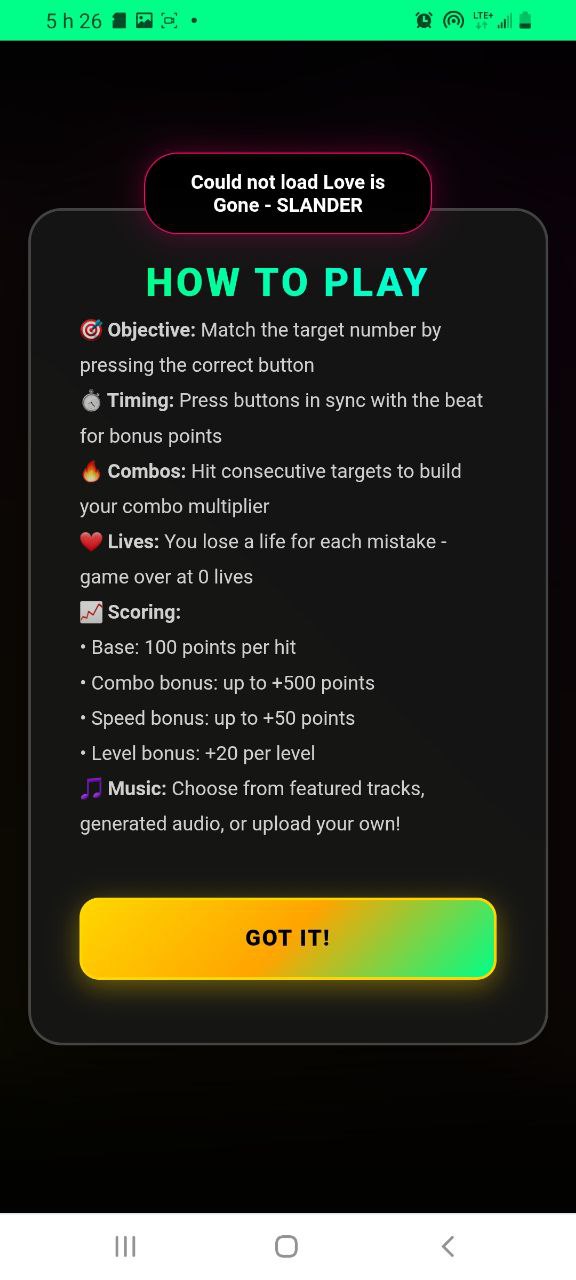 5 h 26
LTE+
Could not load Love is
Gone - SLANDER
HOW TO PLAY
🎯 Objective: Match the target number by
pressing the correct button
⏱️ Timing: Press buttons in sync with the beat
for bonus points
🔥 Combos: Hit consecutive targets to build
your combo multiplier
❤️ Lives: You lose a life for each mistake -
game over at 0 lives
📈 Scoring:
• Base: 100 points per hit
• Combo bonus: up to +500 points
• Speed bonus: up to +50 points
• Level bonus: +20 per level
🎵 Music: Choose from featured tracks,
generated audio, or upload your own!
GOT IT!